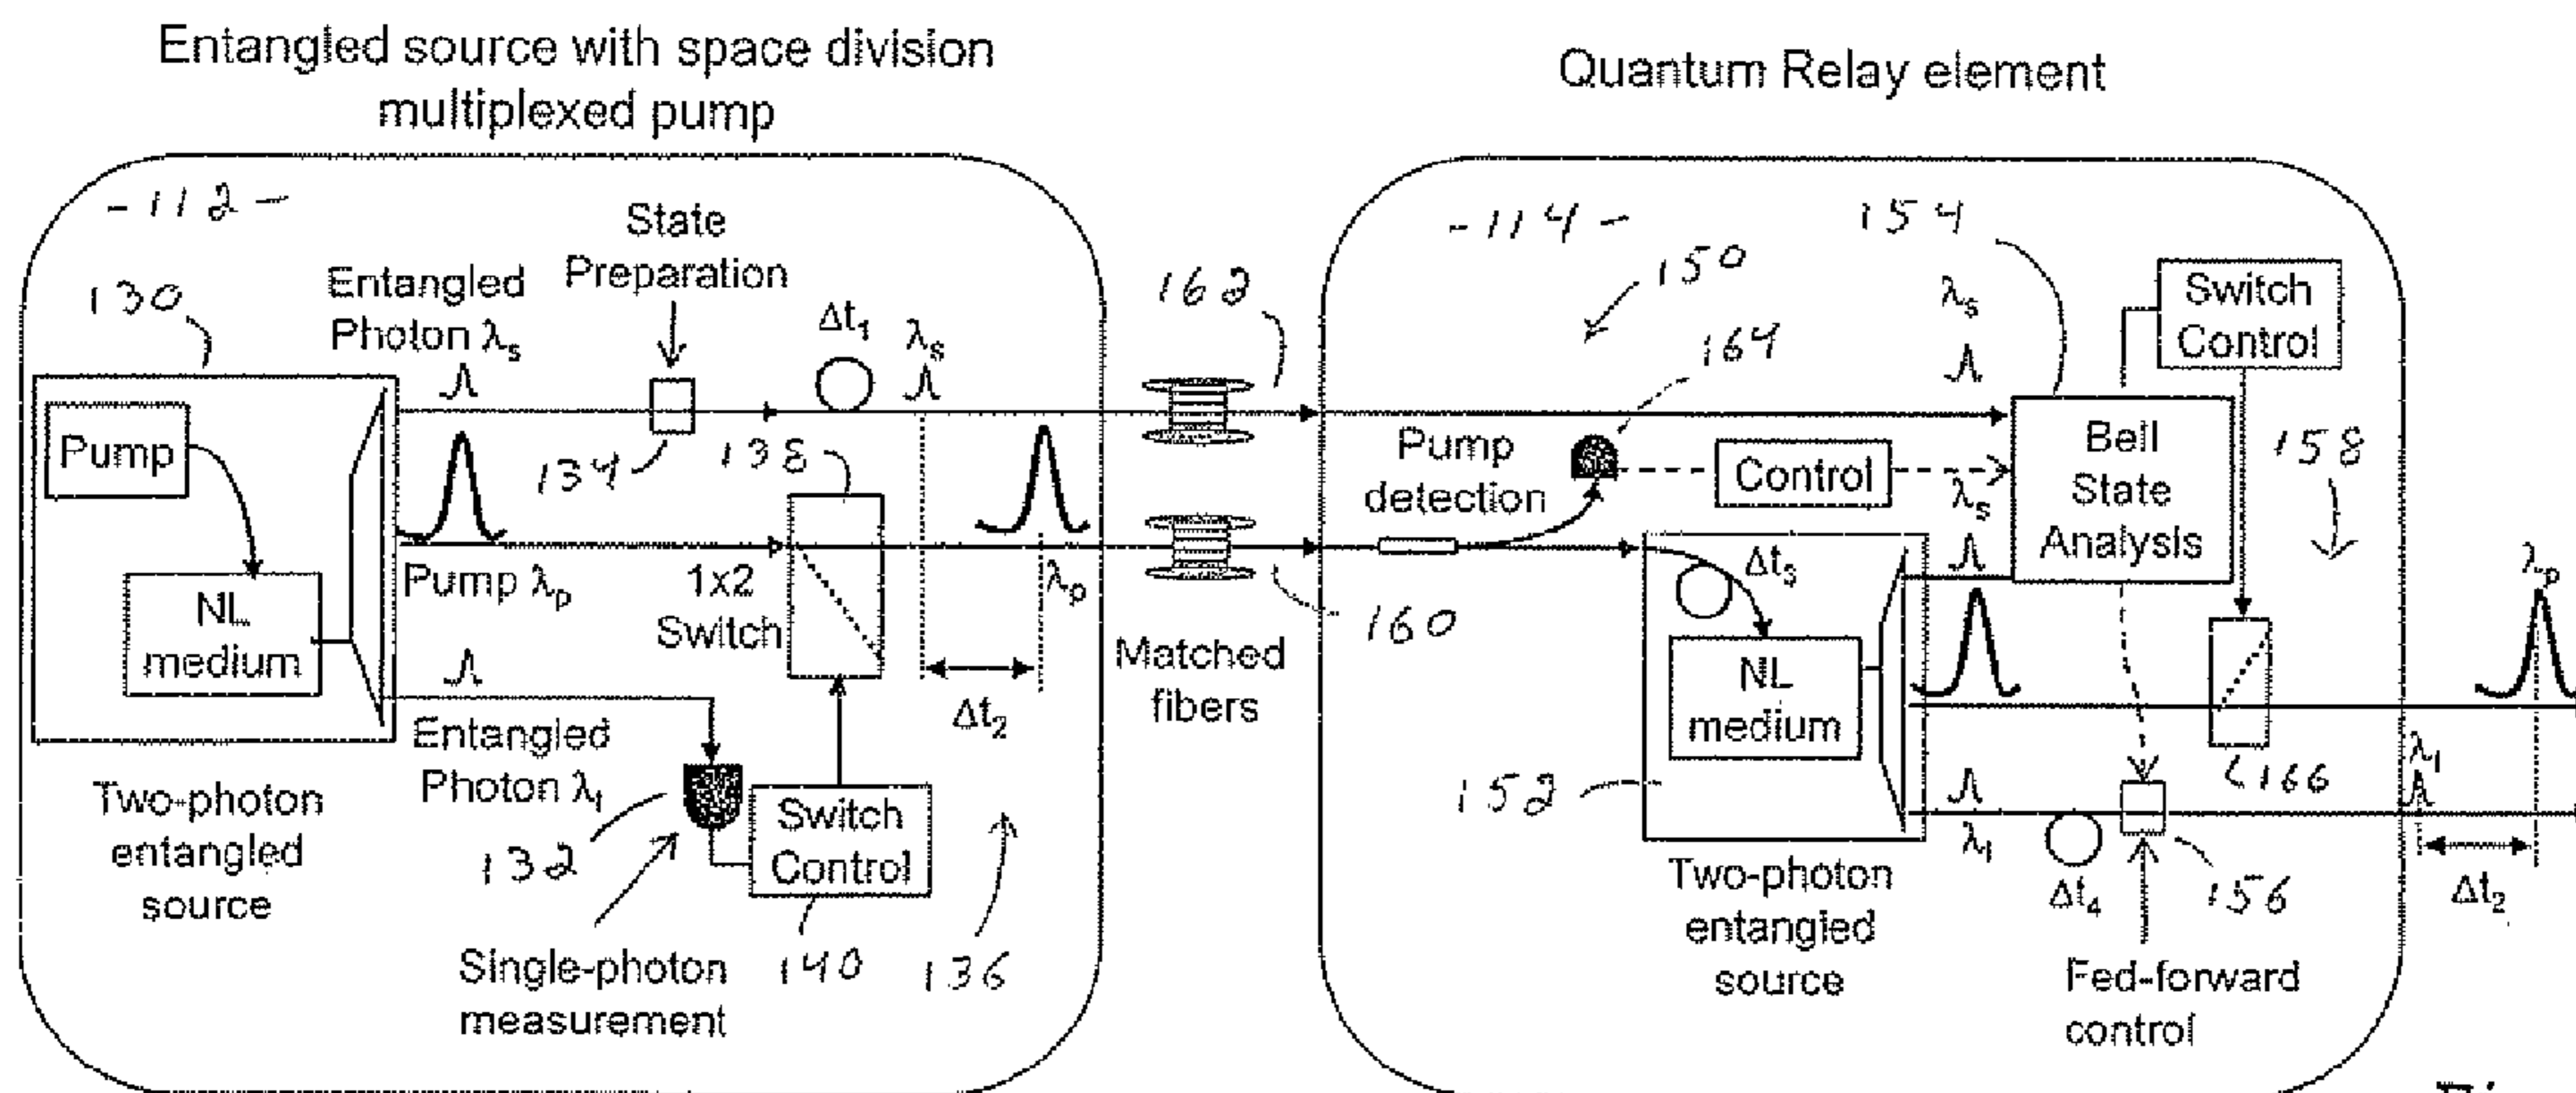 Entangled source with space division
multiplexed pump
Quantum Relay element
-112-
130
Entangled
Photon λs
State
Preparation
Δt1
λs
Pump
NL
medium
134
138
Pump λp
1x2
Switch
λp
Δt2
Entangled
Photon λI
Two-photon
entangled
source
132
Switch
Control
Single-photon
measurement
140
136
162
160
Matched
fibers
-114-
150
154
164
λs
Switch
Control
Pump
detection
Control
λs
Bell
State
Analysis
158
Δt3
NL
medium
152
Two-photon
entangled
source
λI
Δt4
156
166
Fed-forward
control
λp
λI
Δt2